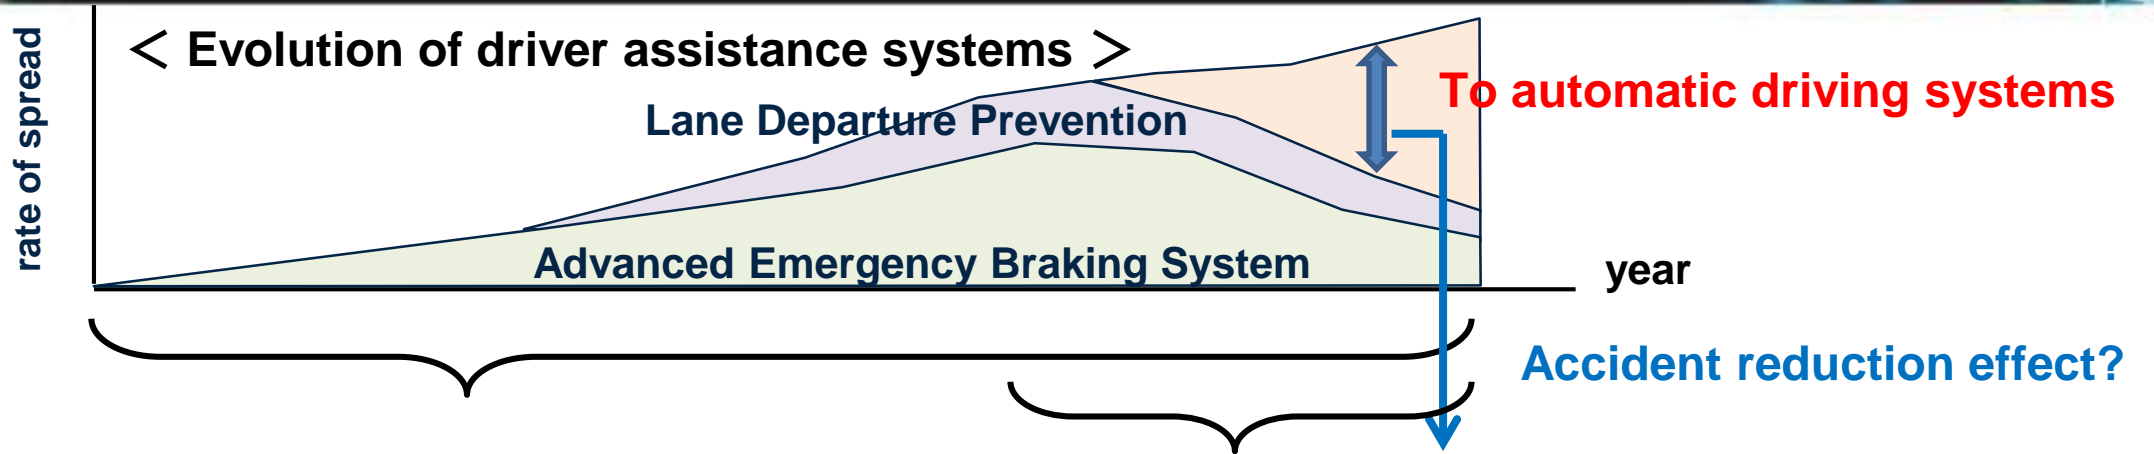 rate of spread
< Evolution of driver assistance systems >
To automatic driving systems
Lane Departure Prevention
Advanced Emergency Braking System
year
Accident reduction effect?